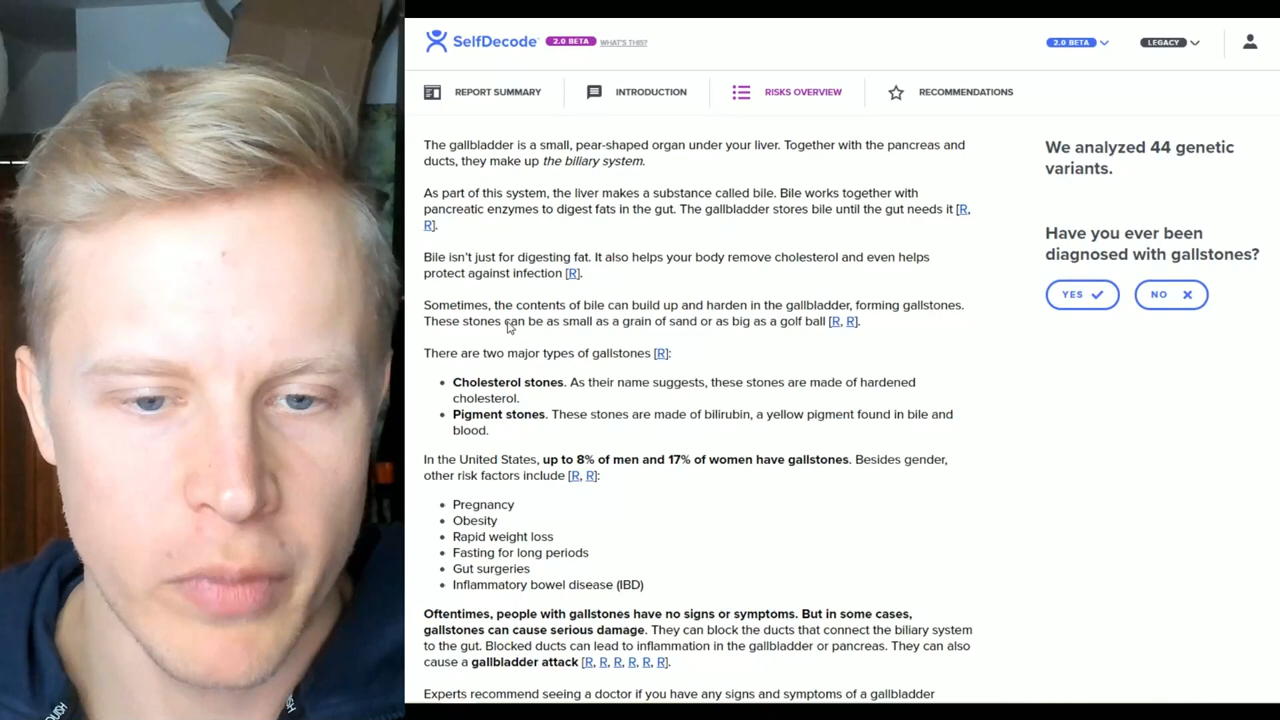 SelfDecode 2.0 BETA WHAT'S THIS? 2.0 BETA LEGACY
REPORT SUMMARY INTRODUCTION RISKS OVERVIEW RECOMMENDATIONS
The gallbladder is a small, pear-shaped organ under your liver. Together with the pancreas and
ducts, they make up the biliary system.
As part of this system, the liver makes a substance called bile. Bile works together with
pancreatic enzymes to digest fats in the gut. The gallbladder stores bile until the gut needs it [R,
R].
Bile isn't just for digesting fat. It also helps your body remove cholesterol and even helps
protect against infection [R].
Sometimes, the contents of bile can build up and harden in the gallbladder, forming gallstones.
These stones can be as small as a grain of sand or as big as a golf ball [R, R].
There are two major types of gallstones [R]:
• Cholesterol stones. As their name suggests, these stones are made of hardened
cholesterol.
• Pigment stones. These stones are made of bilirubin, a yellow pigment found in bile and
blood.
In the United States, up to 8% of men and 17% of women have gallstones. Besides gender,
other risk factors include [R, R]:
• Pregnancy
• Obesity
• Rapid weight loss
• Fasting for long periods
• Gut surgeries
• Inflammatory bowel disease (IBD)
Oftentimes, people with gallstones have no signs or symptoms. But in some cases,
gallstones can cause serious damage. They can block the ducts that connect the biliary system
to the gut. Blocked ducts can lead to inflammation in the gallbladder or pancreas. They can also
cause a gallbladder attack [R, R, R, R, R, R].
Experts recommend seeing a doctor if you have any signs and symptoms of a gallbladder
We analyzed 44 genetic
variants.
Have you ever been
diagnosed with gallstones?
YES NO